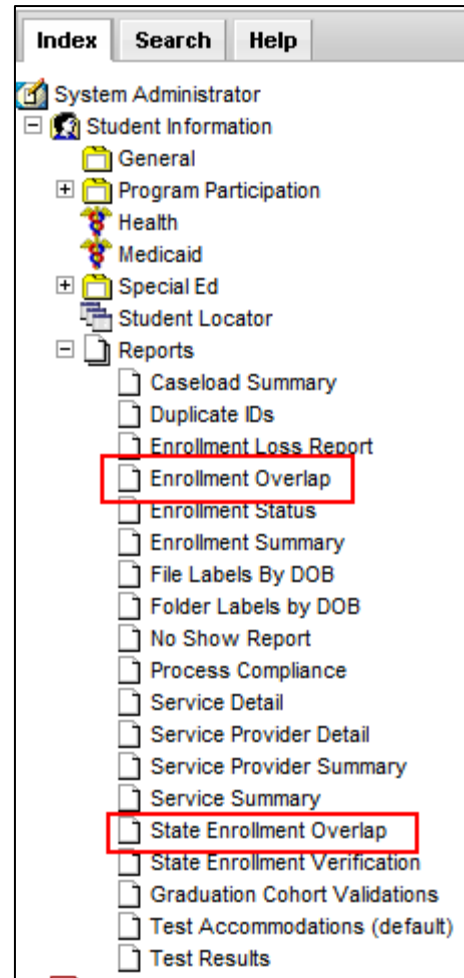 Index Search Help
System Administrator
Student Information
General
Program Participation
Health
Medicaid
Special Ed
Student Locator
Reports
Caseload Summary
Duplicate IDs
Enrollment Loss Report
Enrollment Overlap
Enrollment Status
Enrollment Summary
File Labels By DOB
Folder Labels by DOB
No Show Report
Process Compliance
Service Detail
Service Provider Detail
Service Provider Summary
Service Summary
State Enrollment Overlap
State Enrollment Verification
Graduation Cohort Validations
Test Accommodations (default)
Test Results